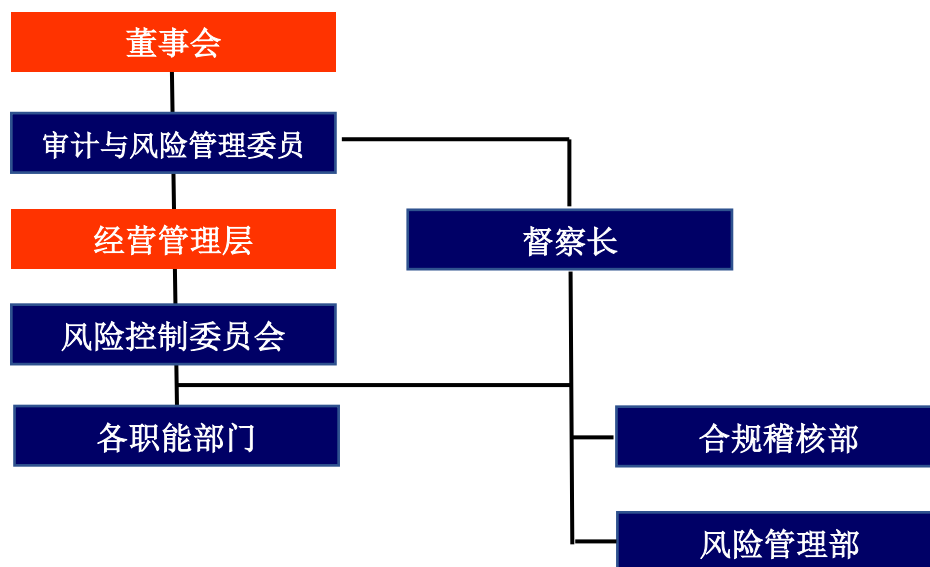 董事会
审计与风险管理委员
经营管理层
督察长
风险控制委员会
各职能部门
合规稽核部
风险管理部